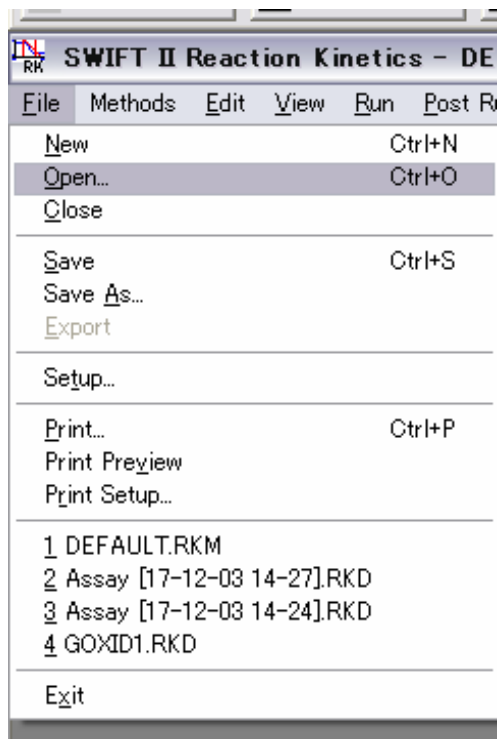 RK SWIFT II Reaction Kinetics - DE
File Methods Edit View Run Post R
New Ctrl+N
Open... Ctrl+O
Close
Save Ctrl+S
Save As...
Export
Setup...
Print... Ctrl+P
Print Preview
Print Setup...
1 DEFAULT.RKM
2 Assay [17-12-03 14-27].RKD
3 Assay [17-12-03 14-24].RKD
4 GOXID1.RKD
Exit